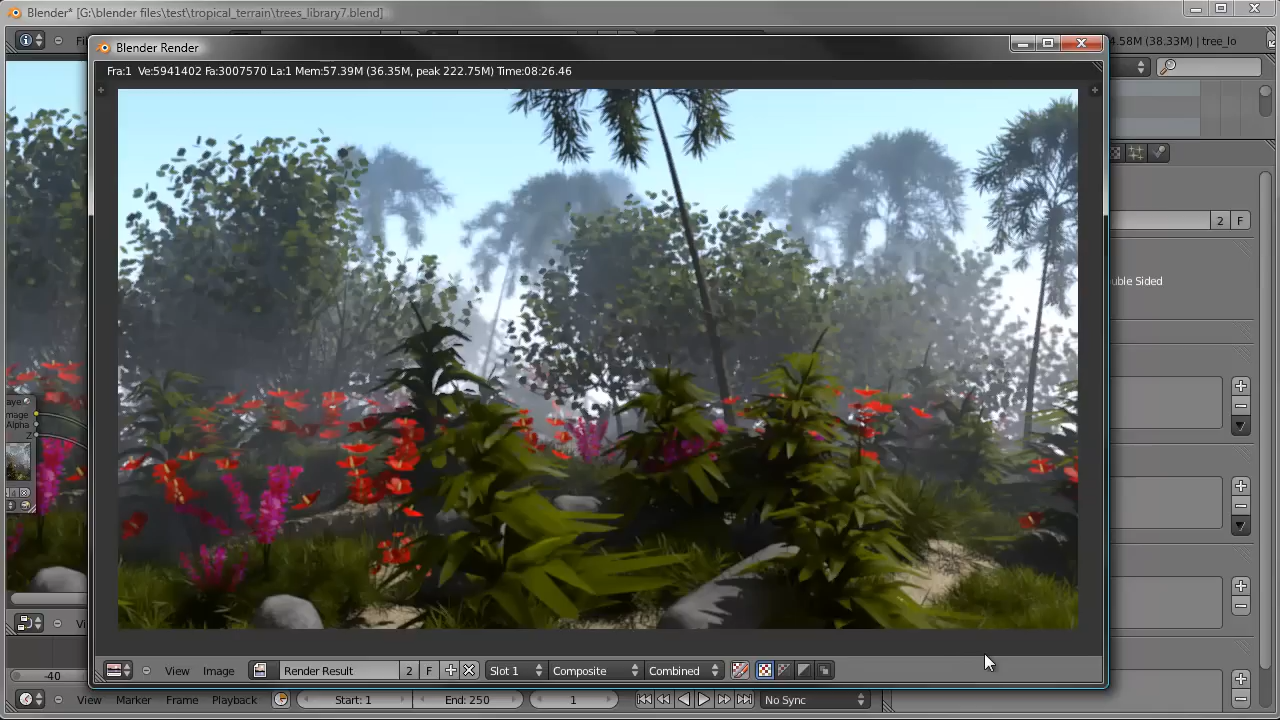 Blender* [G:\blender files\test\tropical_terrain\trees_library7.blend]
Blender Render
.58M (38.33M) | tree_lo
Fra:1 Ve:5941402 Fa:3007570 La:1 Mem:57.39M (36.35M, peak 222.75M) Time:08:26.46
2 F
uble Sided
aye
mage
Alpha
Z
View Image Render Result 2 F Slot 1 Composite Combined
-40
View Marker Frame Playback Start: 1 End: 250 1 No Sync